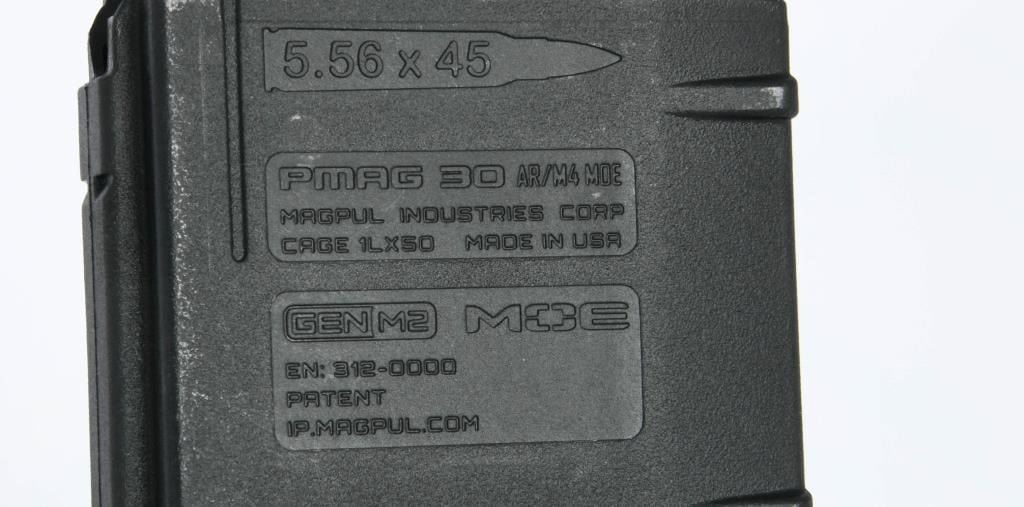 5.56 x 45
PMAG 30 AR/M4 MOE
MAGPUL INDUSTRIES CORP
CAGE 1LX50 MADE IN USA
GEN M2 MOE
EN: 312-0000
PATENT
IP.MAGPUL.COM